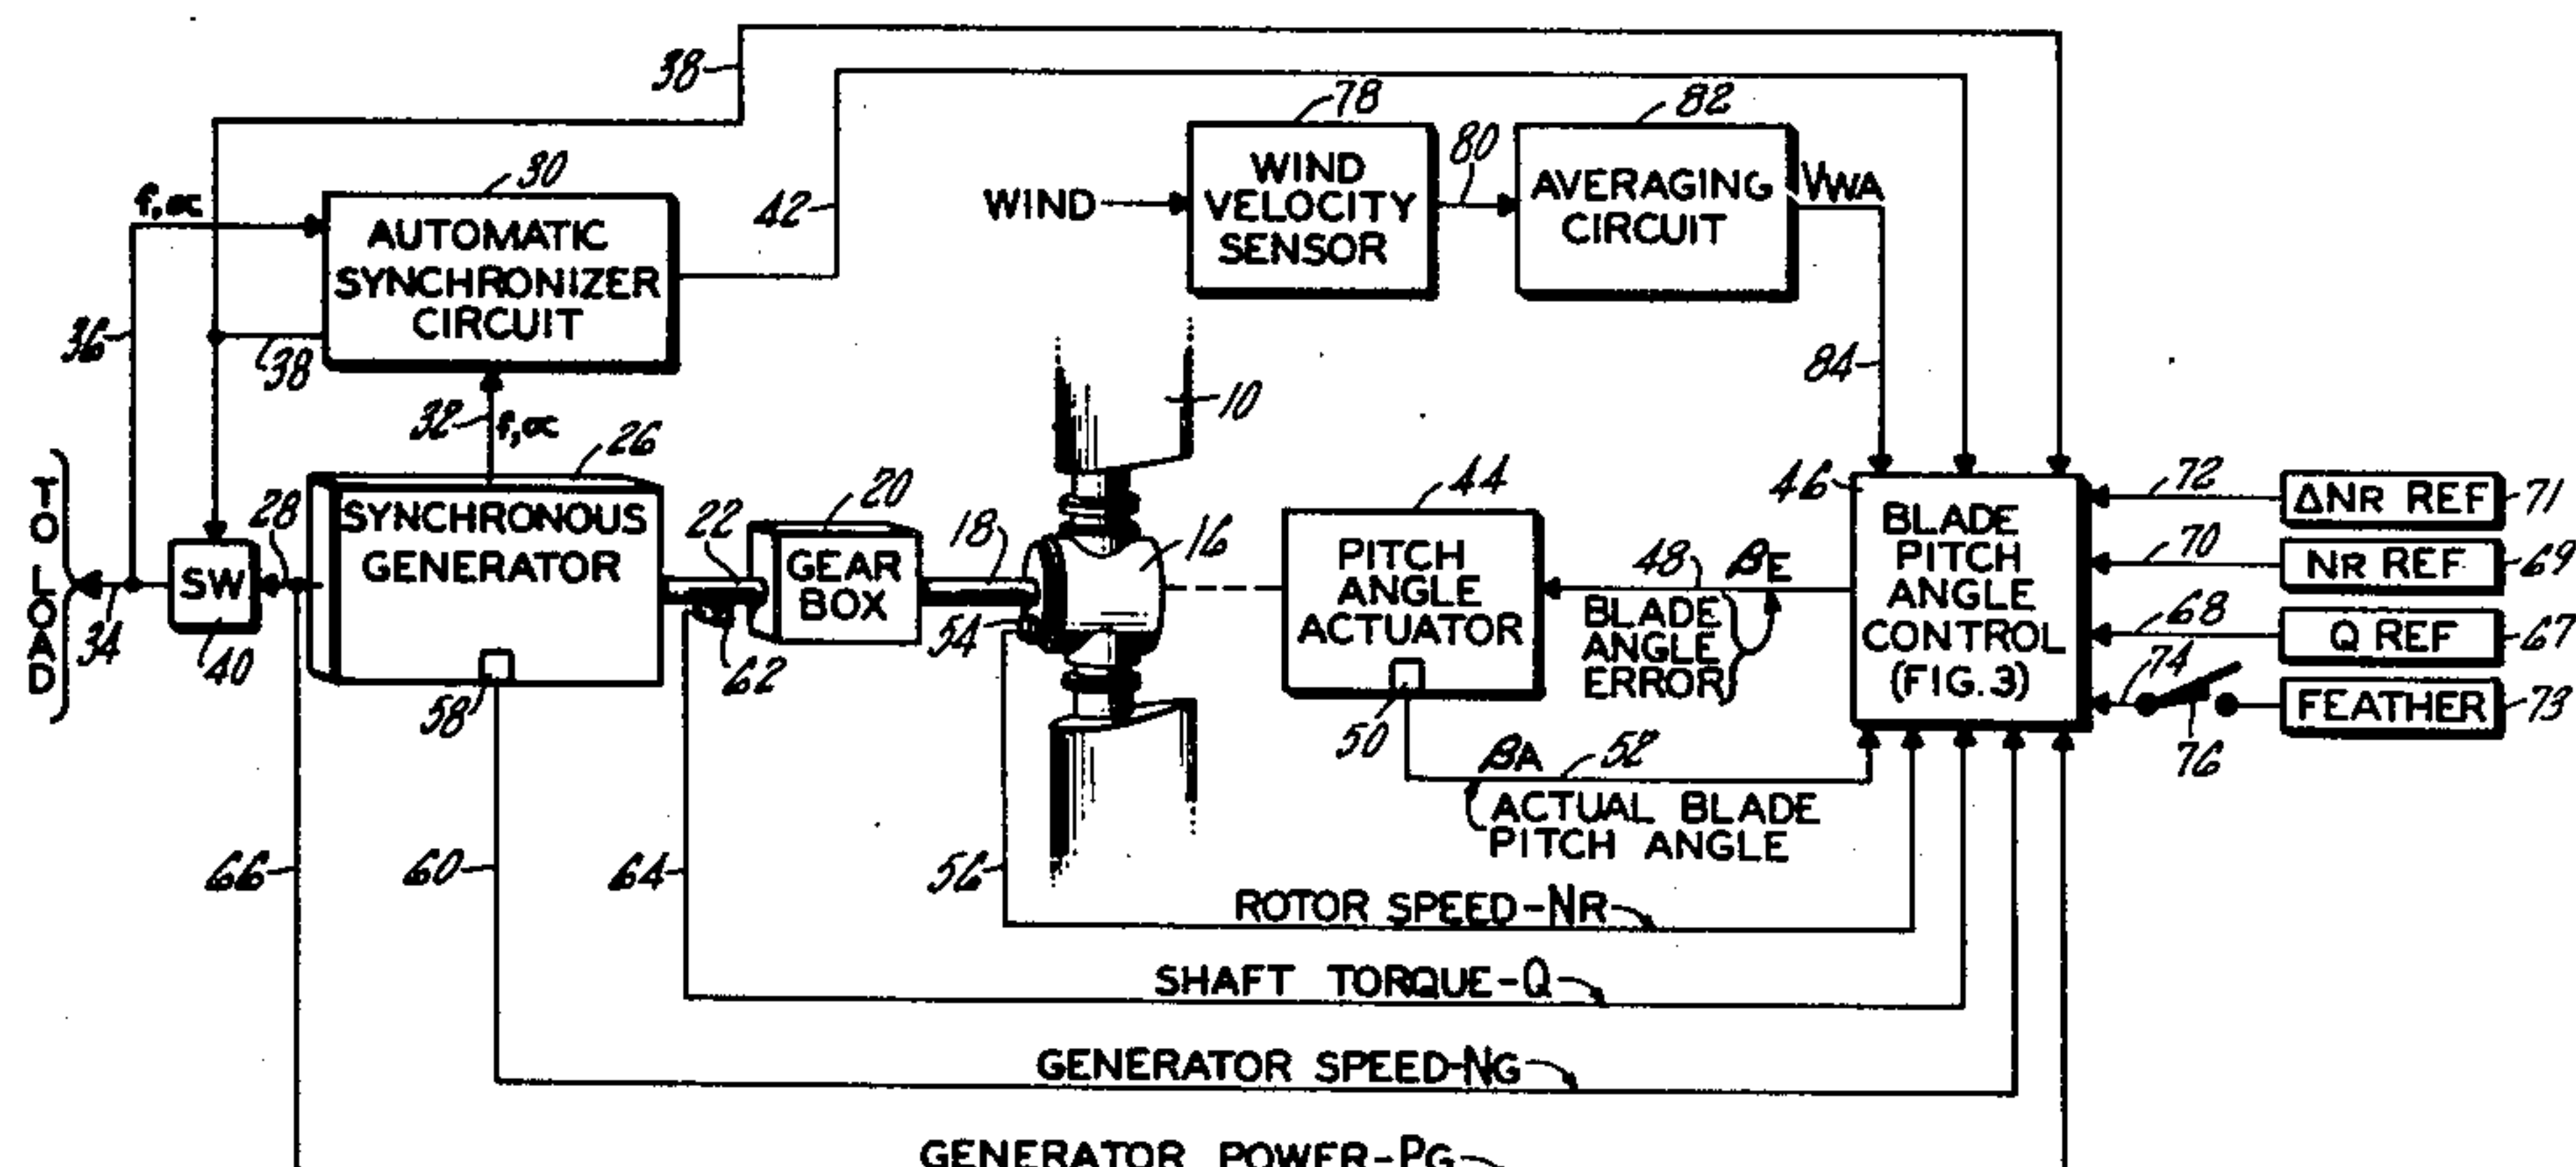 38
42
78
WIND
VELOCITY
SENSOR
WIND
80
82
AVERAGING
CIRCUIT
VWA
84
f,α
30
AUTOMATIC
SYNCHRONIZER
CIRCUIT
36
38
32
f,α
10
TO LOAD
34
SW
40
28
26
SYNCHRONOUS
GENERATOR
58
22
62
20
GEAR
BOX
18
54
16
44
PITCH
ANGLE
ACTUATOR
50
48
βE
BLADE
ANGLE
ERROR
46
BLADE
PITCH
ANGLE
CONTROL
(FIG.3)
72
ΔNR REF
71
70
NR REF
69
68
Q REF
67
74
76
FEATHER
73
βA
52
ACTUAL BLADE
PITCH ANGLE
66
60
64
56
ROTOR SPEED-NR
SHAFT TORQUE-Q
GENERATOR SPEED-NG
GENERATOR POWER-PG